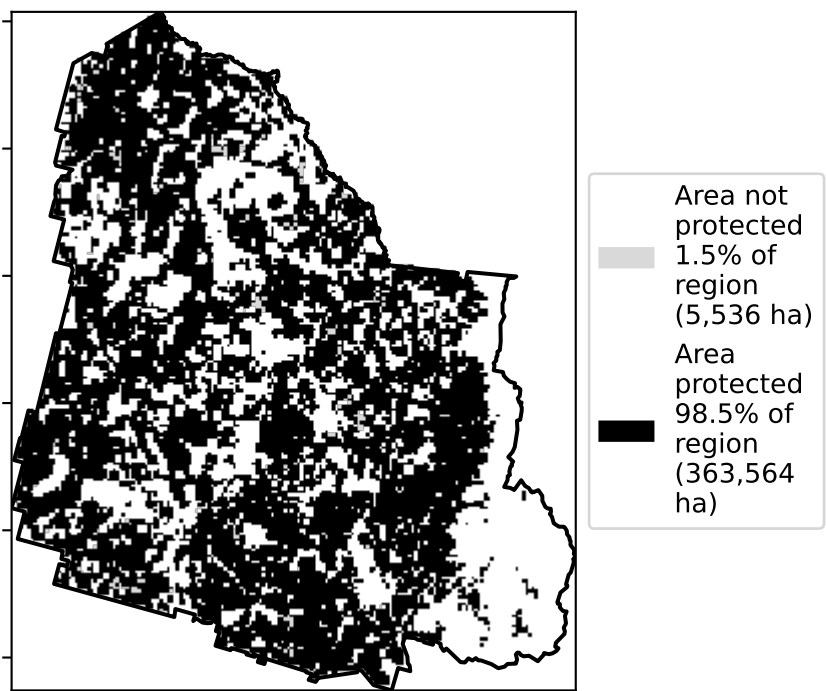 Area not
protected
1.5% of
region
(5,536 ha)
Area
protected
98.5% of
region
(363,564
ha)